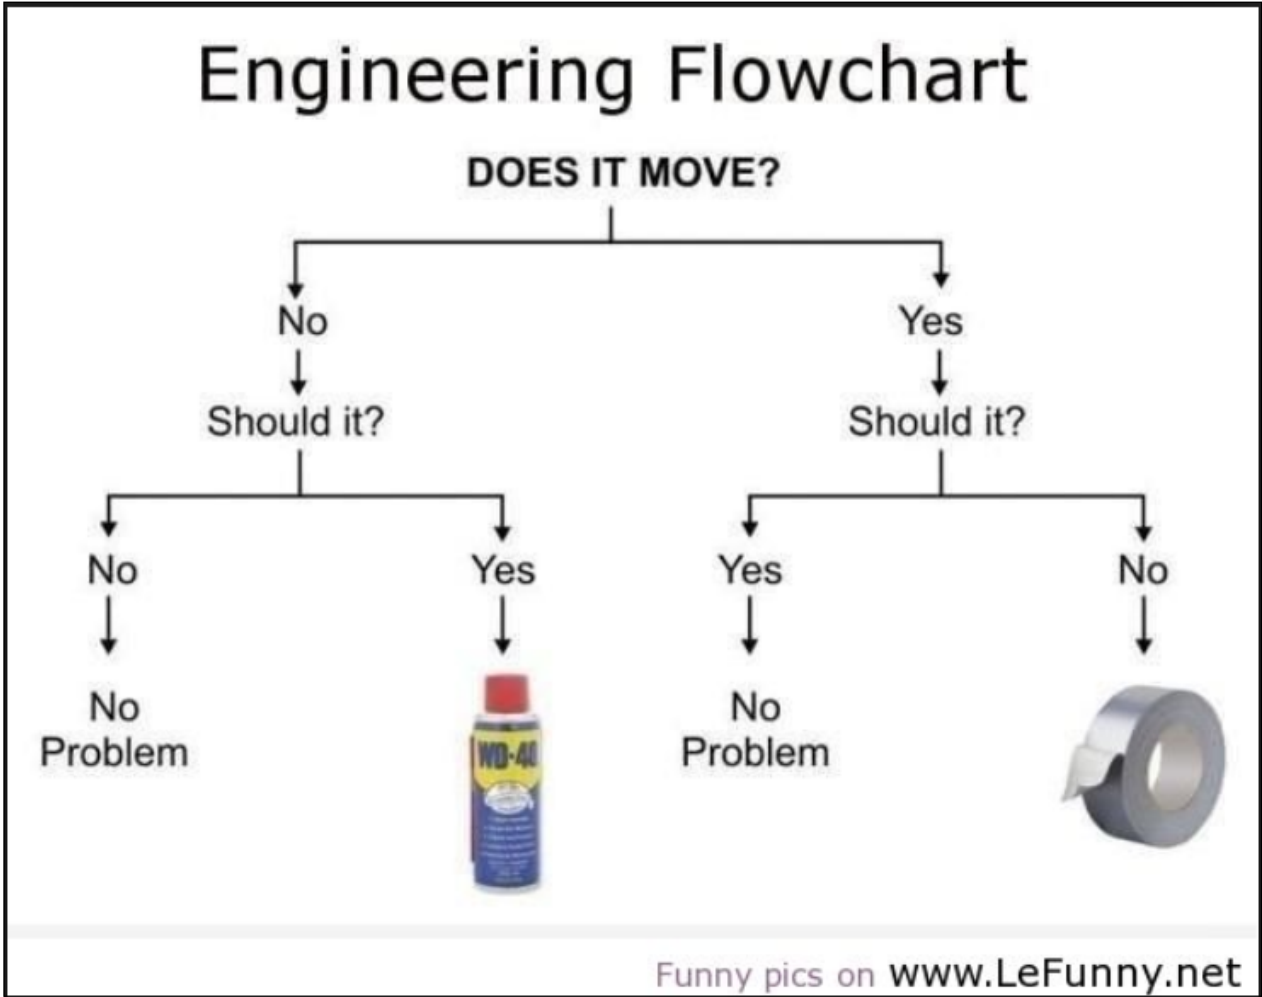 Engineering Flowchart
DOES IT MOVE?
No
Yes
Should it?
Should it?
No
Yes
Yes
No
No
Problem
WD-40
No
Problem
Funny pics on www.LeFunny.net